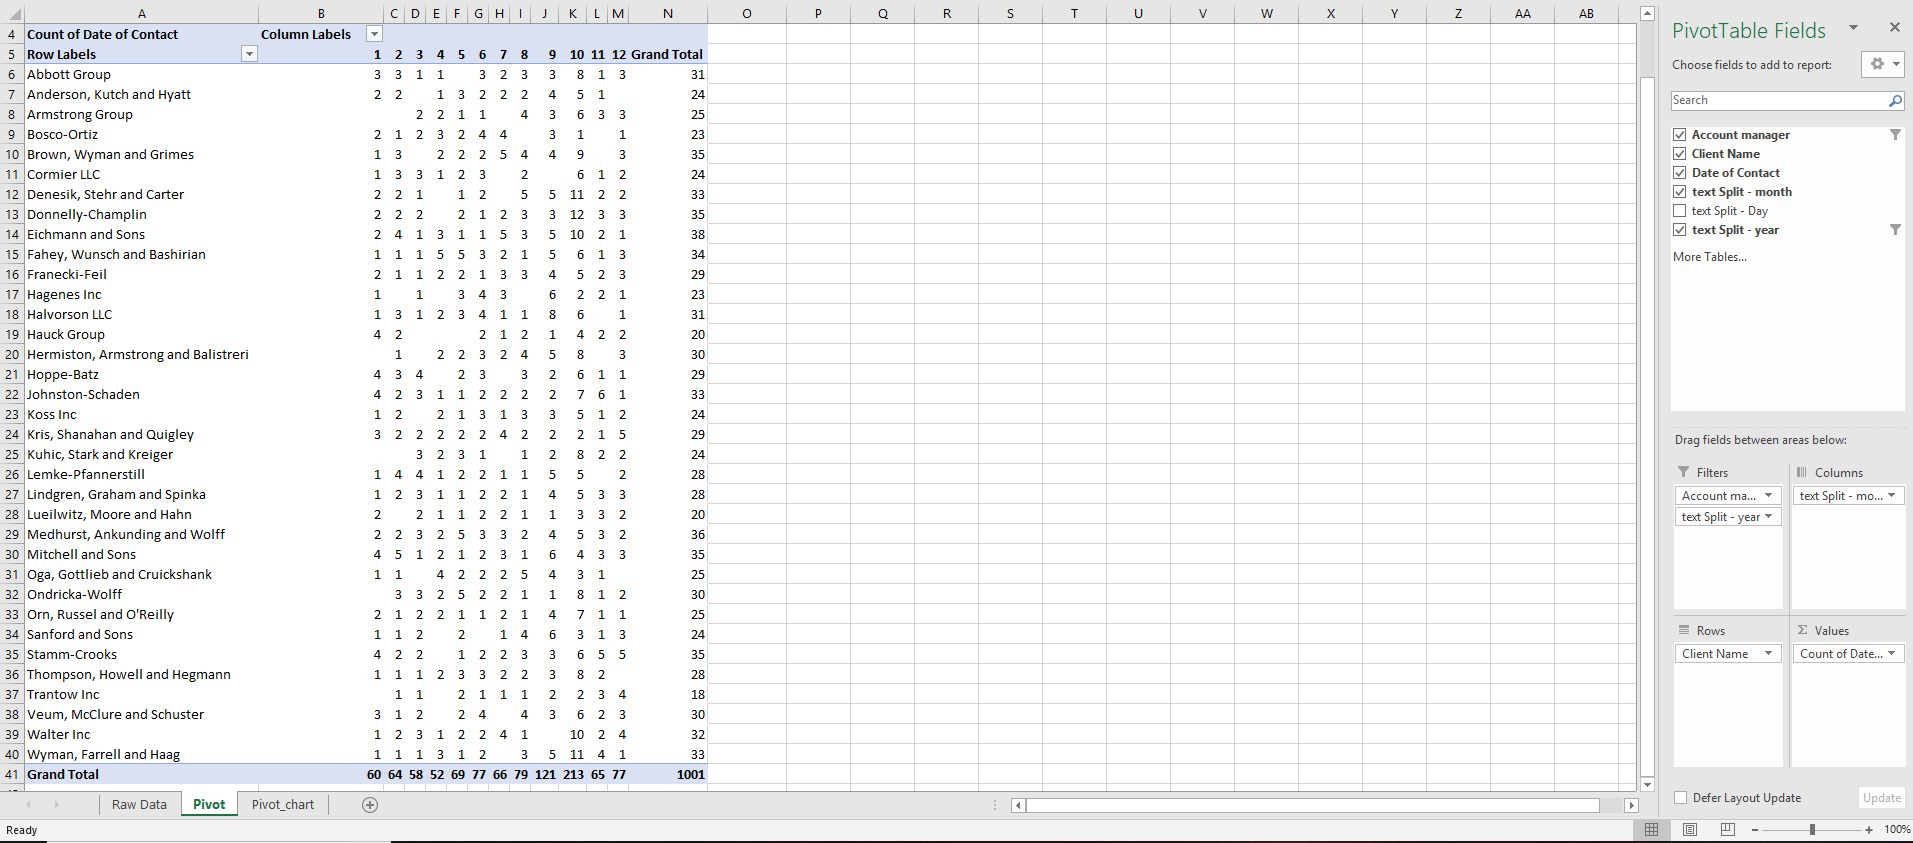 A B C D E F G H I J K L M N O P Q R S T U V W X Y Z AA AB
4 Count of Date of Contact Column Labels
5 Row Labels 1 2 3 4 5 6 7 8 9 10 11 12 Grand Total
6 Abbott Group 3 3 1 1 3 2 3 3 8 1 3 31
7 Anderson, Kutch and Hyatt 2 2 1 3 2 2 2 4 5 1 24
8 Armstrong Group 2 2 1 1 4 3 6 3 3 25
9 Bosco-Ortiz 2 1 2 3 2 4 4 3 1 1 23
10 Brown, Wyman and Grimes 1 3 2 2 2 5 4 4 9 3 35
11 Cormier LLC 1 3 3 1 2 3 2 6 1 2 24
12 Denesik, Stehr and Carter 2 2 1 1 2 5 5 11 2 2 33
13 Donnelly-Champlin 2 2 2 2 1 2 3 3 12 3 3 35
14 Eichmann and Sons 2 4 1 3 1 1 5 3 5 10 2 1 38
15 Fahey, Wunsch and Bashirian 1 1 1 5 5 3 2 1 5 6 1 3 34
16 Franecki-Feil 2 1 1 2 2 1 3 3 4 5 2 3 29
17 Hagenes Inc 1 1 3 4 3 6 2 2 1 23
18 Halvorson LLC 1 3 1 2 3 4 1 1 8 6 1 31
19 Hauck Group 4 2 2 1 2 1 4 2 2 20
20 Hermiston, Armstrong and Balistreri 1 2 2 3 2 4 5 8 3 30
21 Hoppe-Batz 4 3 4 2 3 3 2 6 1 1 29
22 Johnston-Schaden 4 2 3 1 1 2 2 2 2 7 6 1 33
23 Koss Inc 1 2 2 1 3 1 3 3 5 1 2 24
24 Kris, Shanahan and Quigley 3 2 2 2 2 2 4 2 2 2 1 5 29
25 Kuhic, Stark and Kreiger 3 2 3 1 1 2 8 2 2 24
26 Lemke-Pfannerstill 1 4 4 1 2 2 1 1 5 5 2 28
27 Lindgren, Graham and Spinka 1 2 3 1 1 2 2 1 4 5 3 3 28
28 Lueilwitz, Moore and Hahn 2 2 1 1 2 2 1 1 3 3 2 20
29 Medhurst, Ankunding and Wolff 2 2 3 2 5 3 3 2 4 5 3 2 36
30 Mitchell and Sons 4 5 1 2 1 2 3 1 6 4 3 3 35
31 Oga, Gottlieb and Cruickshank 1 1 4 2 2 2 5 4 3 1 25
32 Ondricka-Wolff 3 3 2 5 2 2 1 1 8 1 2 30
33 Orn, Russel and O'Reilly 2 1 2 2 1 1 2 1 4 7 1 1 25
34 Sanford and Sons 1 1 2 2 1 4 6 3 1 3 24
35 Stamm-Crooks 4 2 2 1 2 2 3 3 6 5 5 35
36 Thompson, Howell and Hegmann 1 1 1 2 3 3 2 2 3 8 2 28
37 Trantow Inc 1 1 2 1 1 1 2 2 3 4 18
38 Veum, McClure and Schuster 3 1 2 2 4 4 3 6 2 3 30
39 Walter Inc 1 2 3 1 2 2 4 1 10 2 4 32
40 Wyman, Farrell and Haag 1 1 1 3 1 2 3 5 11 4 1 33
41 Grand Total 60 64 58 52 69 77 66 79 121 213 65 77 1001
Raw Data Pivot Pivot_chart
Ready
PivotTable Fields
Choose fields to add to report:
Search
Account manager
Client Name
Date of Contact
text Split - month
text Split - Day
text Split - year
More Tables...
Drag fields between areas below:
Filters
Account ma...
text Split - year
Columns
text Split - mo...
Rows
Client Name
Σ Values
Count of Date...
Defer Layout Update Update
100%